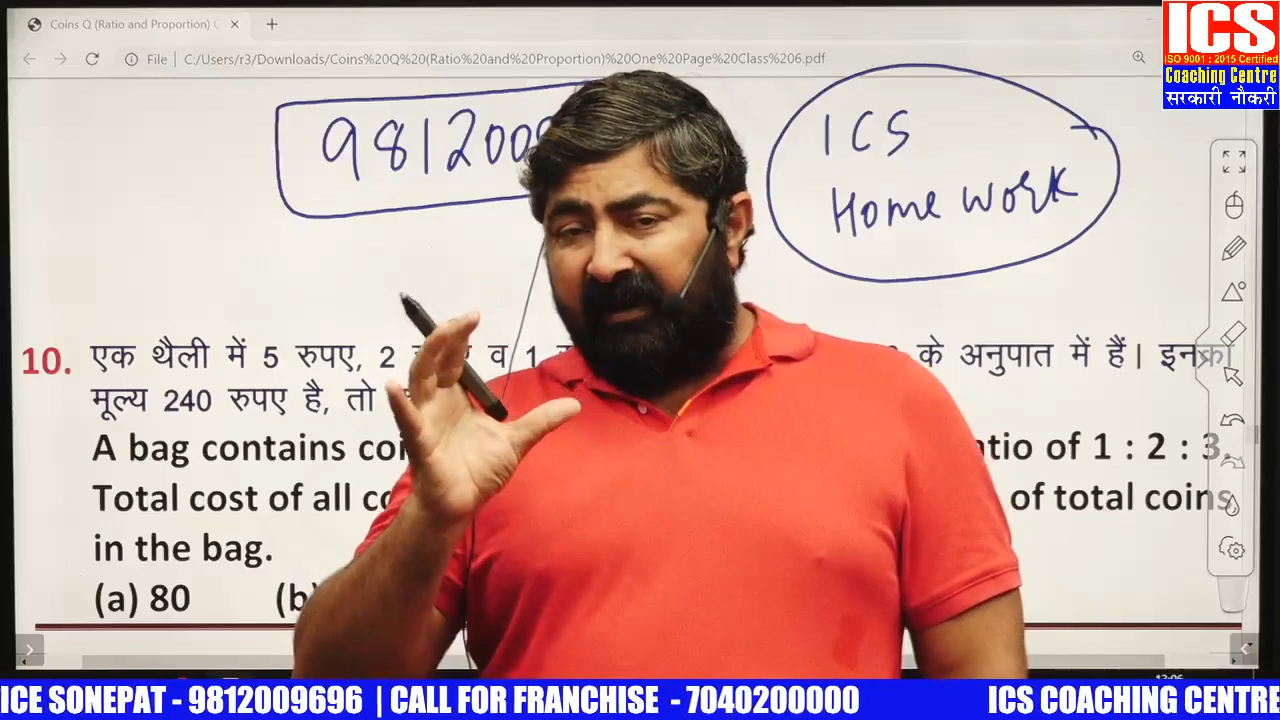 Coins Q (Ratio and Proportion) O
File
C:/Users/r3/Downloads/Coins%20Q%20(Ratio%20and%20Proportion)%20One%20Page%20Class%206.pdf
ICS
ISO 9001 : 2015 Certified
Coaching Centre
सरकारी नौकरी
981200
ICS
Home work
10. एक थैली में 5 रुपए, 2 व 1 के अनुपात में हैं। इनका
मूल्य 240 रुपए है, तो
A bag contains coi ratio of 1 : 2 : 3.
Total cost of all co of total coins
in the bag.
(a) 80 (b)
ICE SONEPAT - 9812009696 | CALL FOR FRANCHISE - 7040200000 ICS COACHING CENTRE